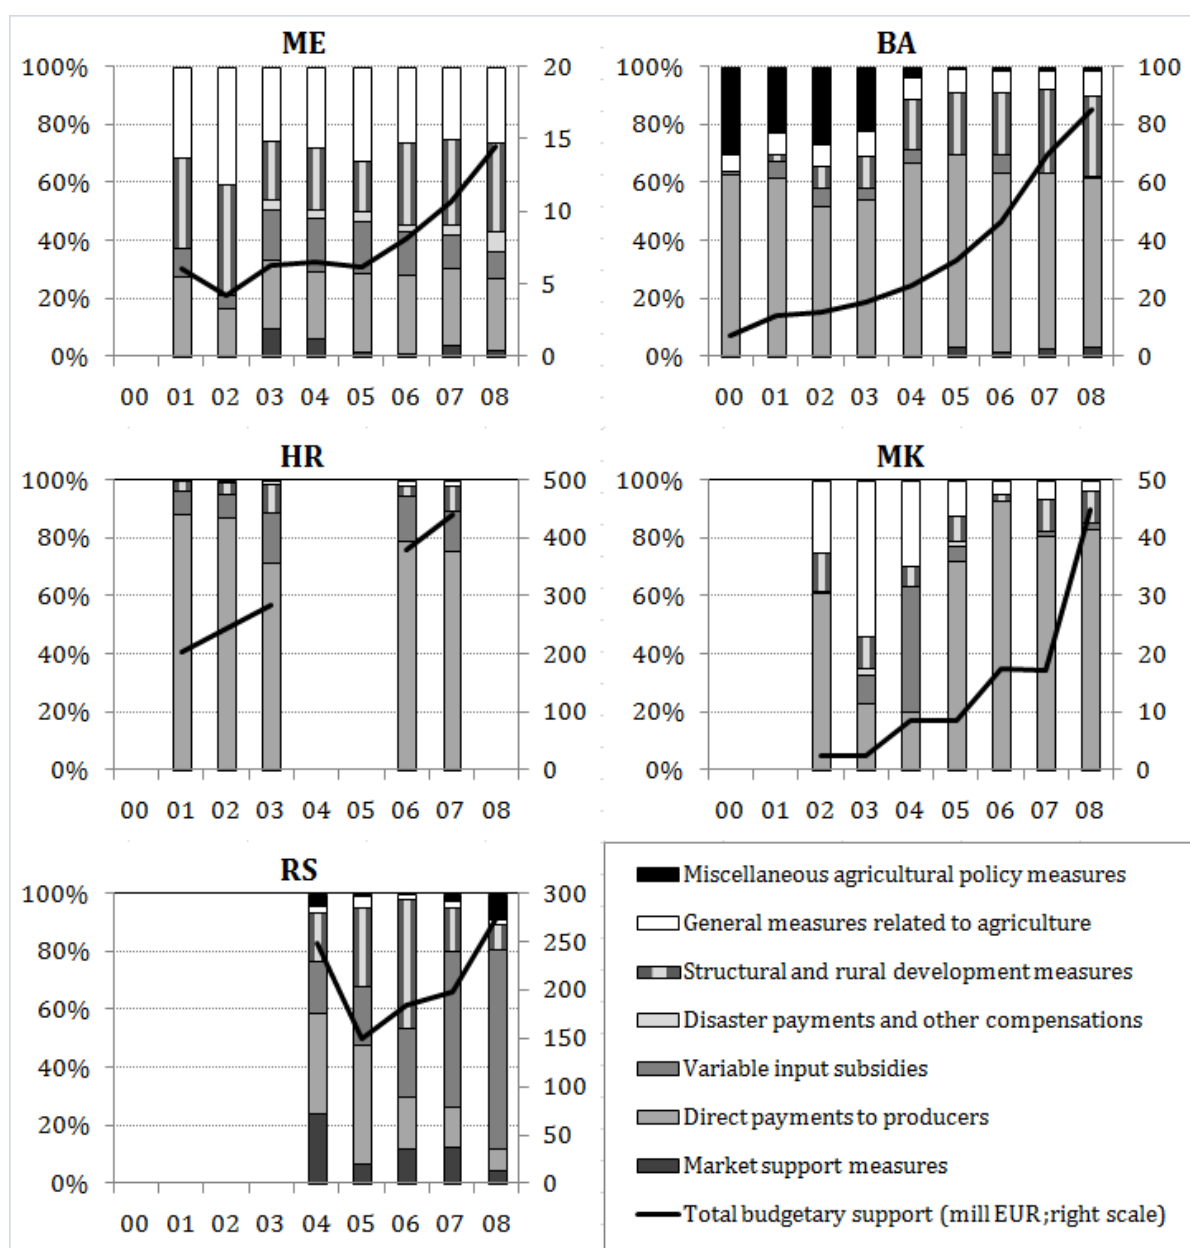 ME
100% 20
80% 15
60% 10
40% 5
20% 0
0%
00 01 02 03 04 05 06 07 08
BA
100% 100
80% 80
60% 60
40% 40
20% 20
0% 0
00 01 02 03 04 05 06 07 08
HR
100% 500
80% 400
60% 300
40% 200
20% 100
0% 0
00 01 02 03 04 05 06 07 08
MK
100% 50
80% 40
60% 30
40% 20
20% 10
0% 0
00 01 02 03 04 05 06 07 08
RS
100% 300
80% 250
60% 200
40% 150
20% 100
0% 50
0
00 01 02 03 04 05 06 07 08
Miscellaneous agricultural policy measures
General measures related to agriculture
Structural and rural development measures
Disaster payments and other compensations
Variable input subsidies
Direct payments to producers
Market support measures
Total budgetary support (mill EUR;right scale)